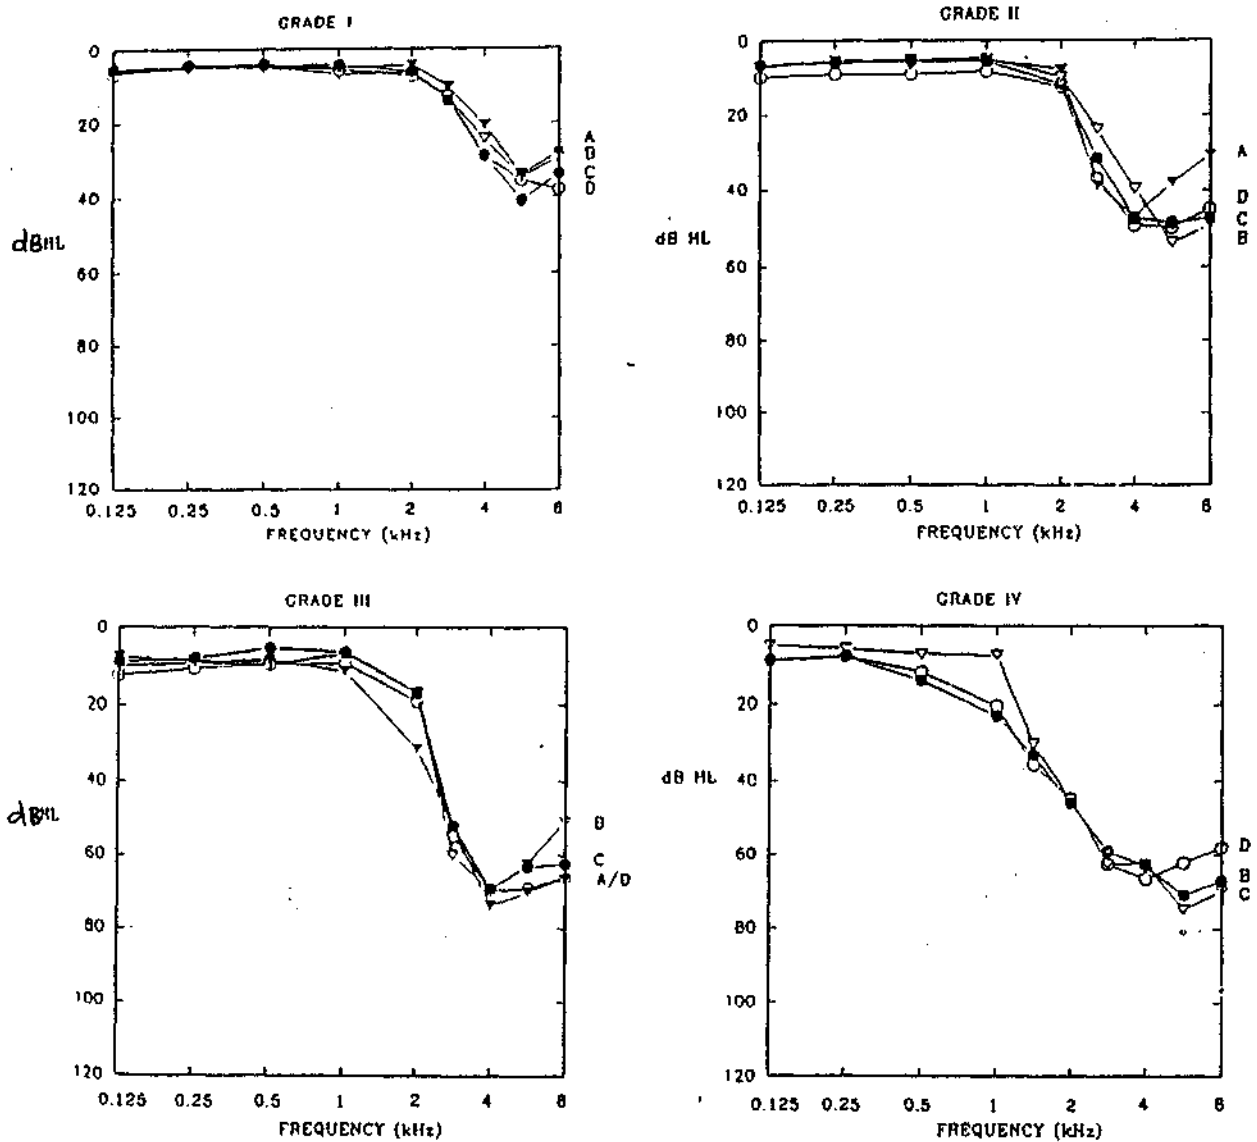 GRADE I
0
20
40
60
80
100
120
dBHL
A
D
C
D
0.125 0.25 0.5 1 2 4 8
FREQUENCY (kHz)
GRADE II
0
20
40
60
80
100
120
dB HL
A
D
C
B
0.125 0.25 0.5 1 2 4 8
FREQUENCY (kHz)
GRADE III
0
20
40
60
80
100
120
dBHL
B
C
A/D
0.125 0.25 0.5 1 2 4 8
FREQUENCY (kHz)
GRADE IV
0
20
40
60
80
100
120
dB HL
D
B
C
0.125 0.25 0.5 1 2 4 8
FREQUENCY (kHz)